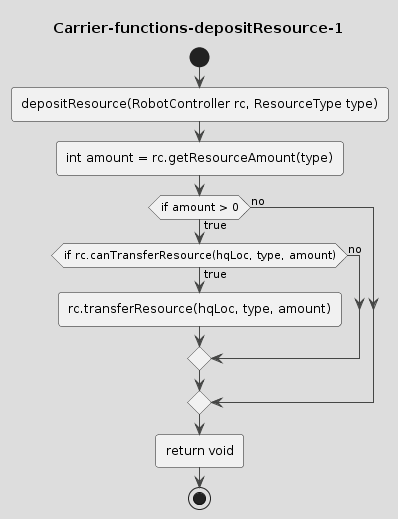 Carrier-functions-depositResource-1
depositResource(RobotController rc, ResourceType type)
int amount = rc.getResourceAmount(type)
if amount > 0
no
true
if rc.canTransferResource(hqLoc, type, amount)
no
true
rc.transferResource(hqLoc, type, amount)
return void